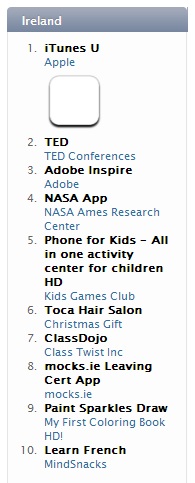 Ireland
1. iTunes U
Apple
2. TED
TED Conferences
3. Adobe Inspire
Adobe
4. NASA App
NASA Ames Research
Center
5. Phone for Kids - All
in one activity
center for children
HD
Kids Games Club
6. Toca Hair Salon
Christmas Gift
7. ClassDojo
Class Twist Inc
8. mocks.ie Leaving
Cert App
mocks.ie
9. Paint Sparkles Draw
My First Coloring Book
HD!
10. Learn French
MindSnacks